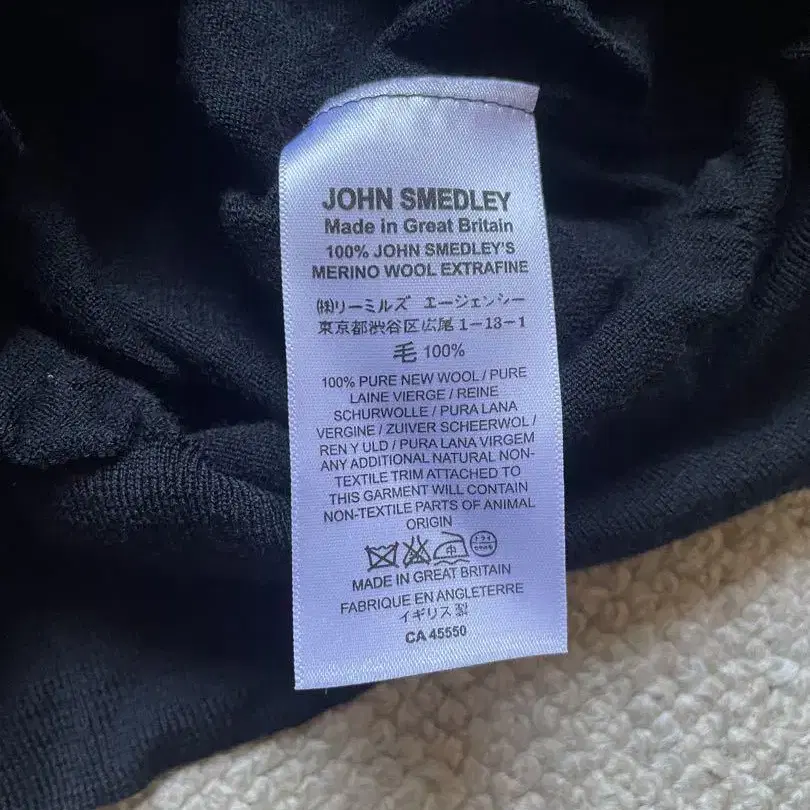 JOHN SMEDLEY
Made in Great Britain
100% JOHN SMEDLEY'S
MERINO WOOL EXTRAFINE
㈱リーミルズ エージェンシー
東京都渋谷区広尾1-13-1
毛 100%
100% PURE NEW WOOL / PURE
LAINE VIERGE / REINE
SCHURWOLLE / PURA LANA
VERGINE / ZUIVER SCHEERWOL /
REN Y ULD / PURA LANA VIRGEM
ANY ADDITIONAL NATURAL NON-
TEXTILE TRIM ATTACHED TO
THIS GARMENT WILL CONTAIN
NON-TEXTILE PARTS OF ANIMAL
ORIGIN
MADE IN GREAT BRITAIN
FABRIQUE EN ANGLETERRE
イギリス製
CA 45550